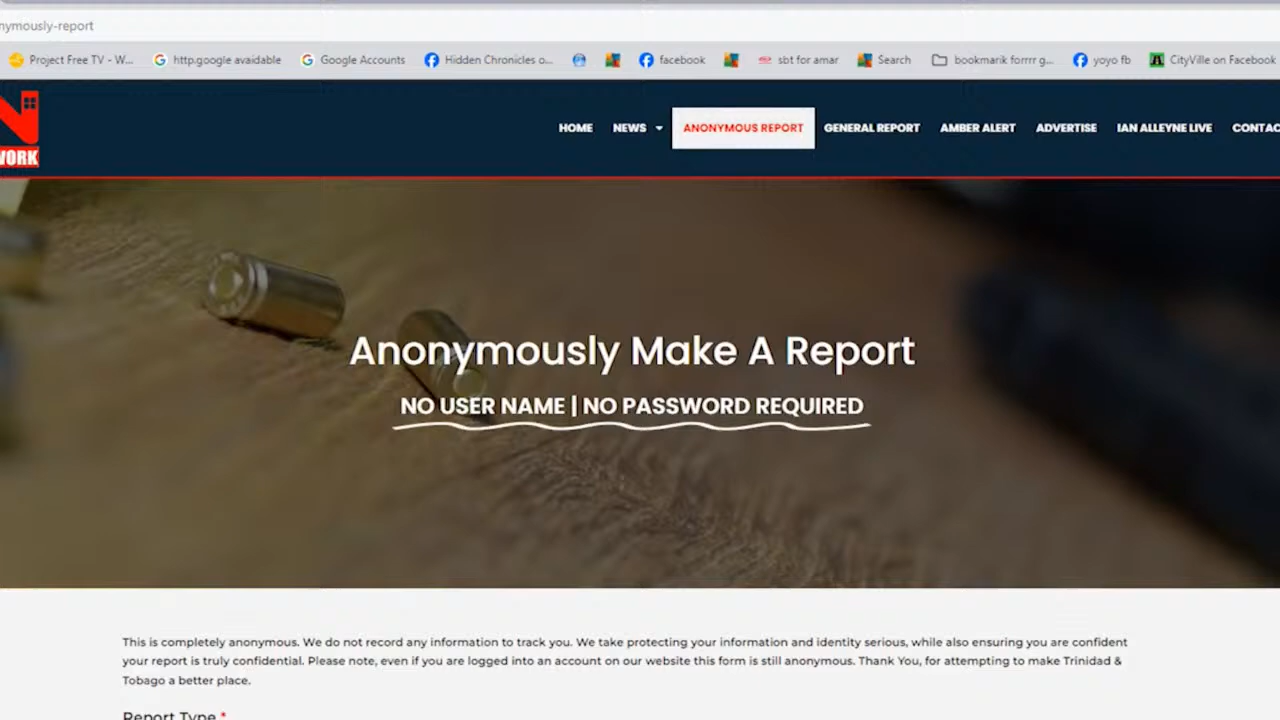 nymously-report
Project Free TV - W...
http.google avaidable
Google Accounts
Hidden Chronicles o...
facebook
sbt for amar
Search
bookmarik forrrr g...
yoyo fb
CityVille on Facebook
N
WORK
HOME
NEWS
ANONYMOUS REPORT
GENERAL REPORT
AMBER ALERT
ADVERTISE
IAN ALLEYNE LIVE
CONTAC
Anonymously Make A Report
NO USER NAME | NO PASSWORD REQUIRED
This is completely anonymous. We do not record any information to track you. We take protecting your information and identity serious, while also ensuring you are confident
your report is truly confidential. Please note, even if you are logged into an account on our website this form is still anonymous. Thank You, for attempting to make Trinidad &
Tobago a better place.
Report Type *